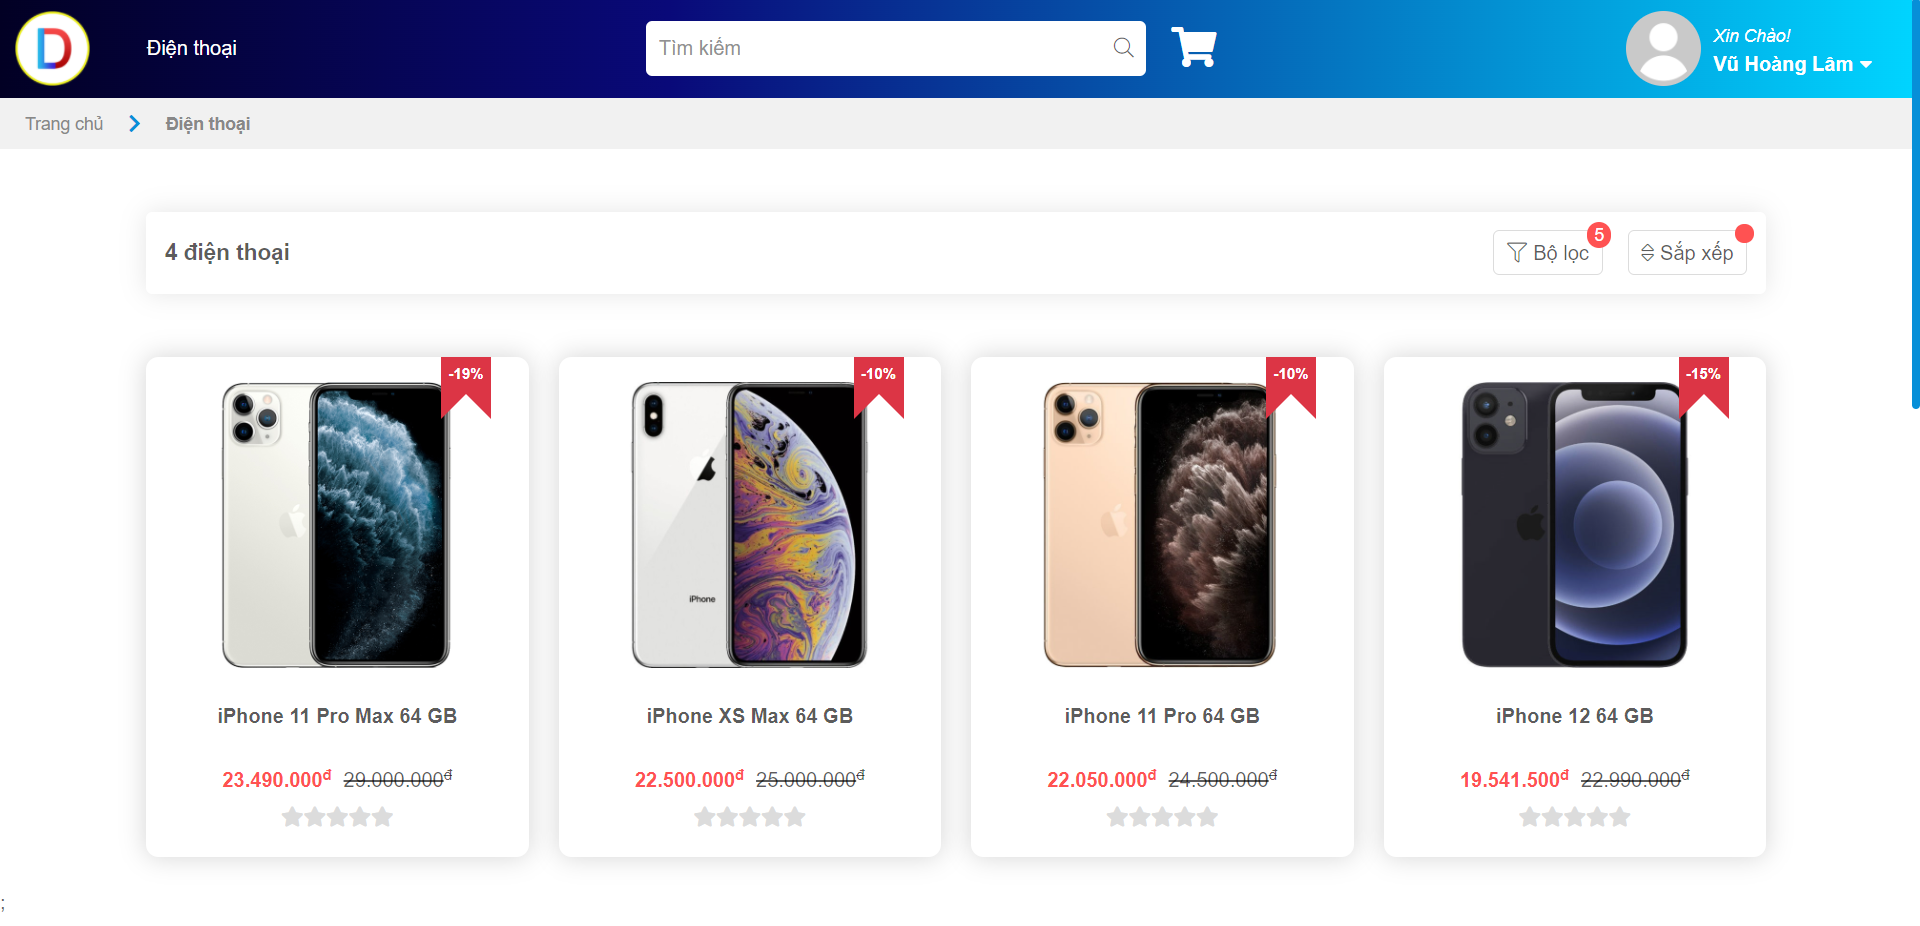 D
Điện thoại
Tìm kiếm
Xin Chào!
Vũ Hoàng Lâm
Trang chủ
Điện thoại
4 điện thoại
Bộ lọc
5
Sắp xếp
-19%
iPhone 11 Pro Max 64 GB
23.490.000đ 29.000.000đ
-10%
iPhone
iPhone XS Max 64 GB
22.500.000đ 25.000.000đ
-10%
iPhone 11 Pro 64 GB
22.050.000đ 24.500.000đ
-15%
iPhone 12 64 GB
19.541.500đ 22.990.000đ
;